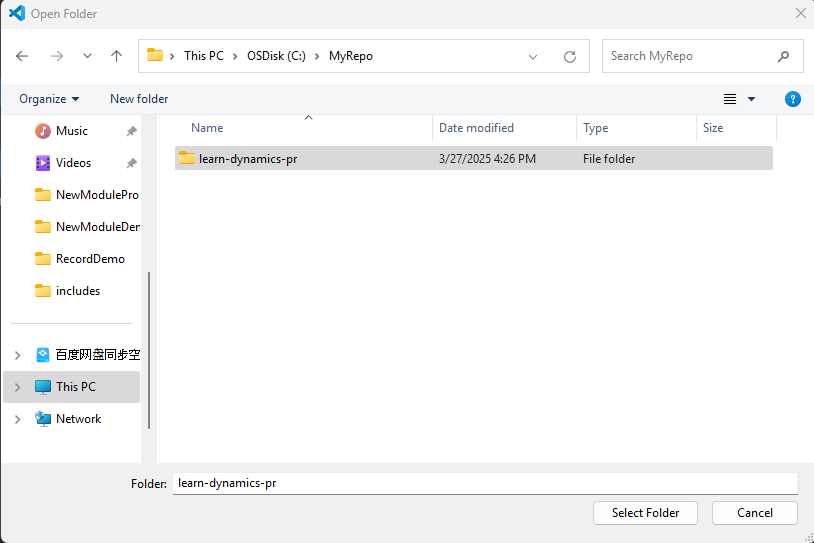 Open Folder
This PC > OSDisk (C:) > MyRepo
Search MyRepo
Organize
New folder
Name
Date modified
Type
Size
learn-dynamics-pr
3/27/2025 4:26 PM
File folder
Music
Videos
NewModulePro
NewModuleDer
RecordDemo
includes
百度网盘同步空
This PC
Network
Folder:
learn-dynamics-pr
Select Folder
Cancel